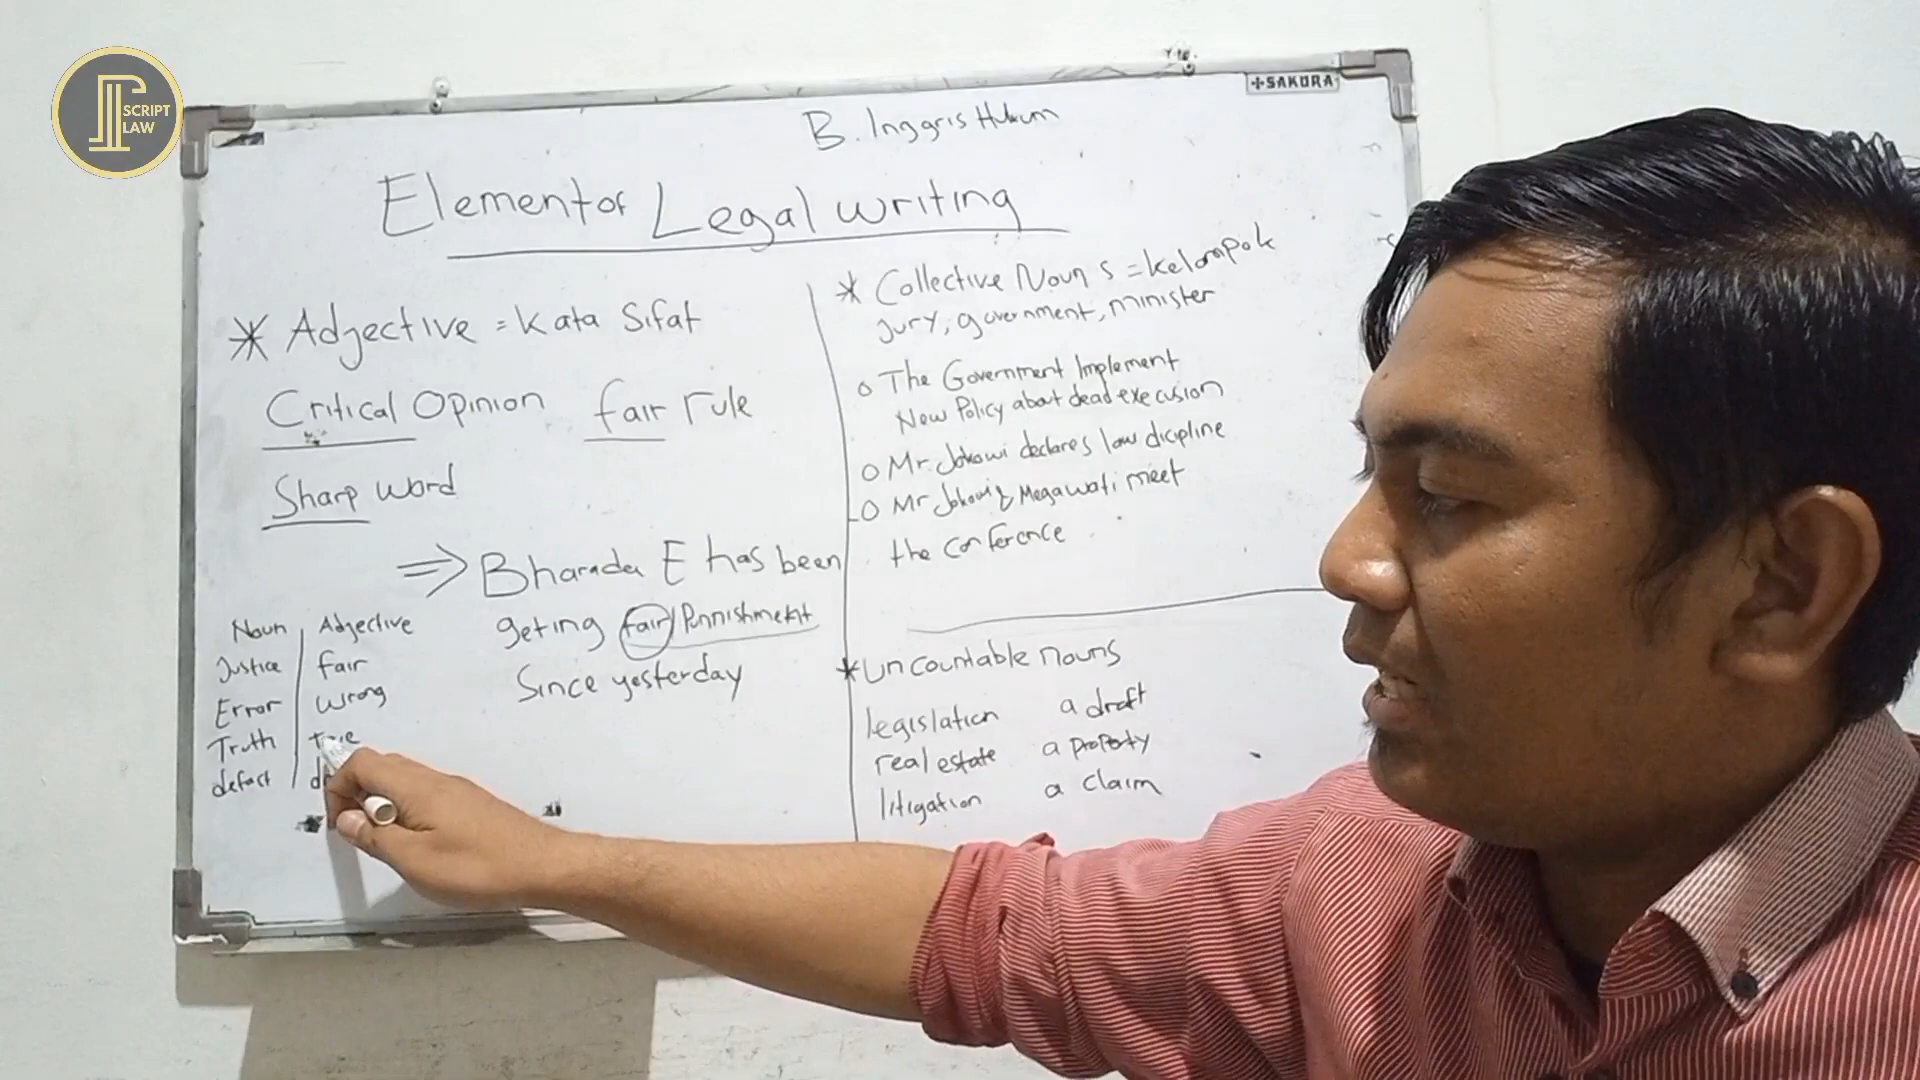 SCRIPT
LAW
SAKURA
B. Inggris Hukum
Element of Legal writing
* Adjective = Kata Sifat
Critical Opinion fair rule
Sharp word
=> Bharada E has been
geting fair Punnishment
Since yesterday
Noun Adjective
Justice fair
Error wrong
Truth true
defect
* Collective Noun s = Kelompok
Jury, government, minister
o The Government Implement
New Policy about dead execusion
o Mr. Jokowi declares law dicipline
o Mr Jokowi & Megawati meet
the conference
* Uncountable nouns
legislation a draft
real estate a property
litigation a claim